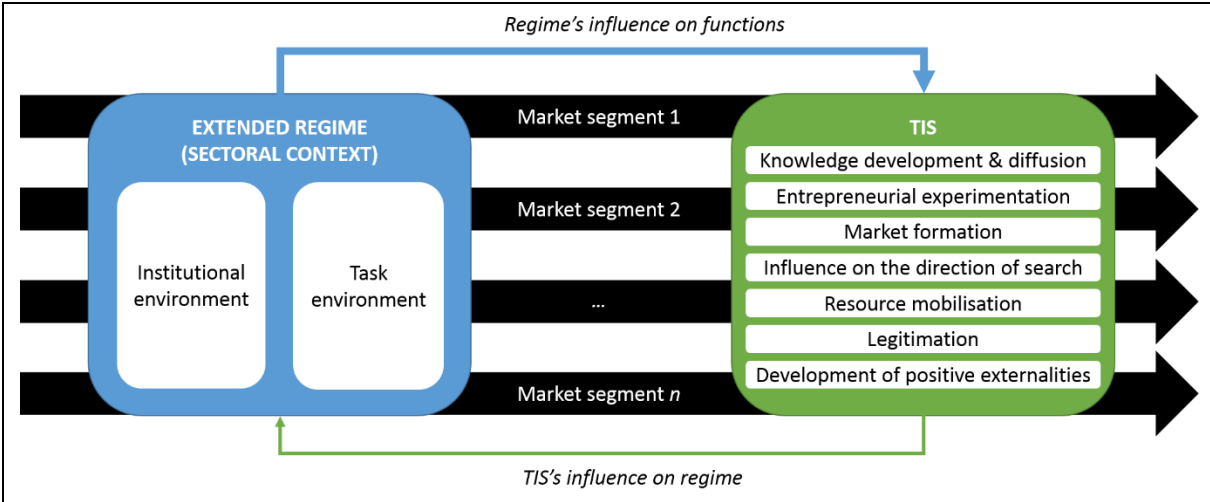 Regime's influence on functions
Market segment 1
EXTENDED REGIME
(SECTORAL CONTEXT)
TIS
Knowledge development & diffusion
Entrepreneurial experimentation
Market segment 2
Market formation
Institutional
environment
Task
environment
Influence on the direction of search
...
Resource mobilisation
Legitimation
Development of positive externalities
Market segment n
TIS's influence on regime